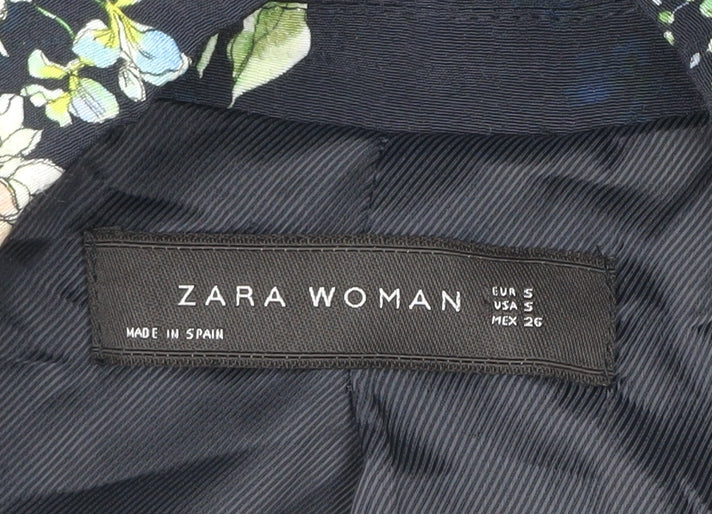 ZARA WOMAN
EUR S
USA S
MEX 26
MADE IN SPAIN